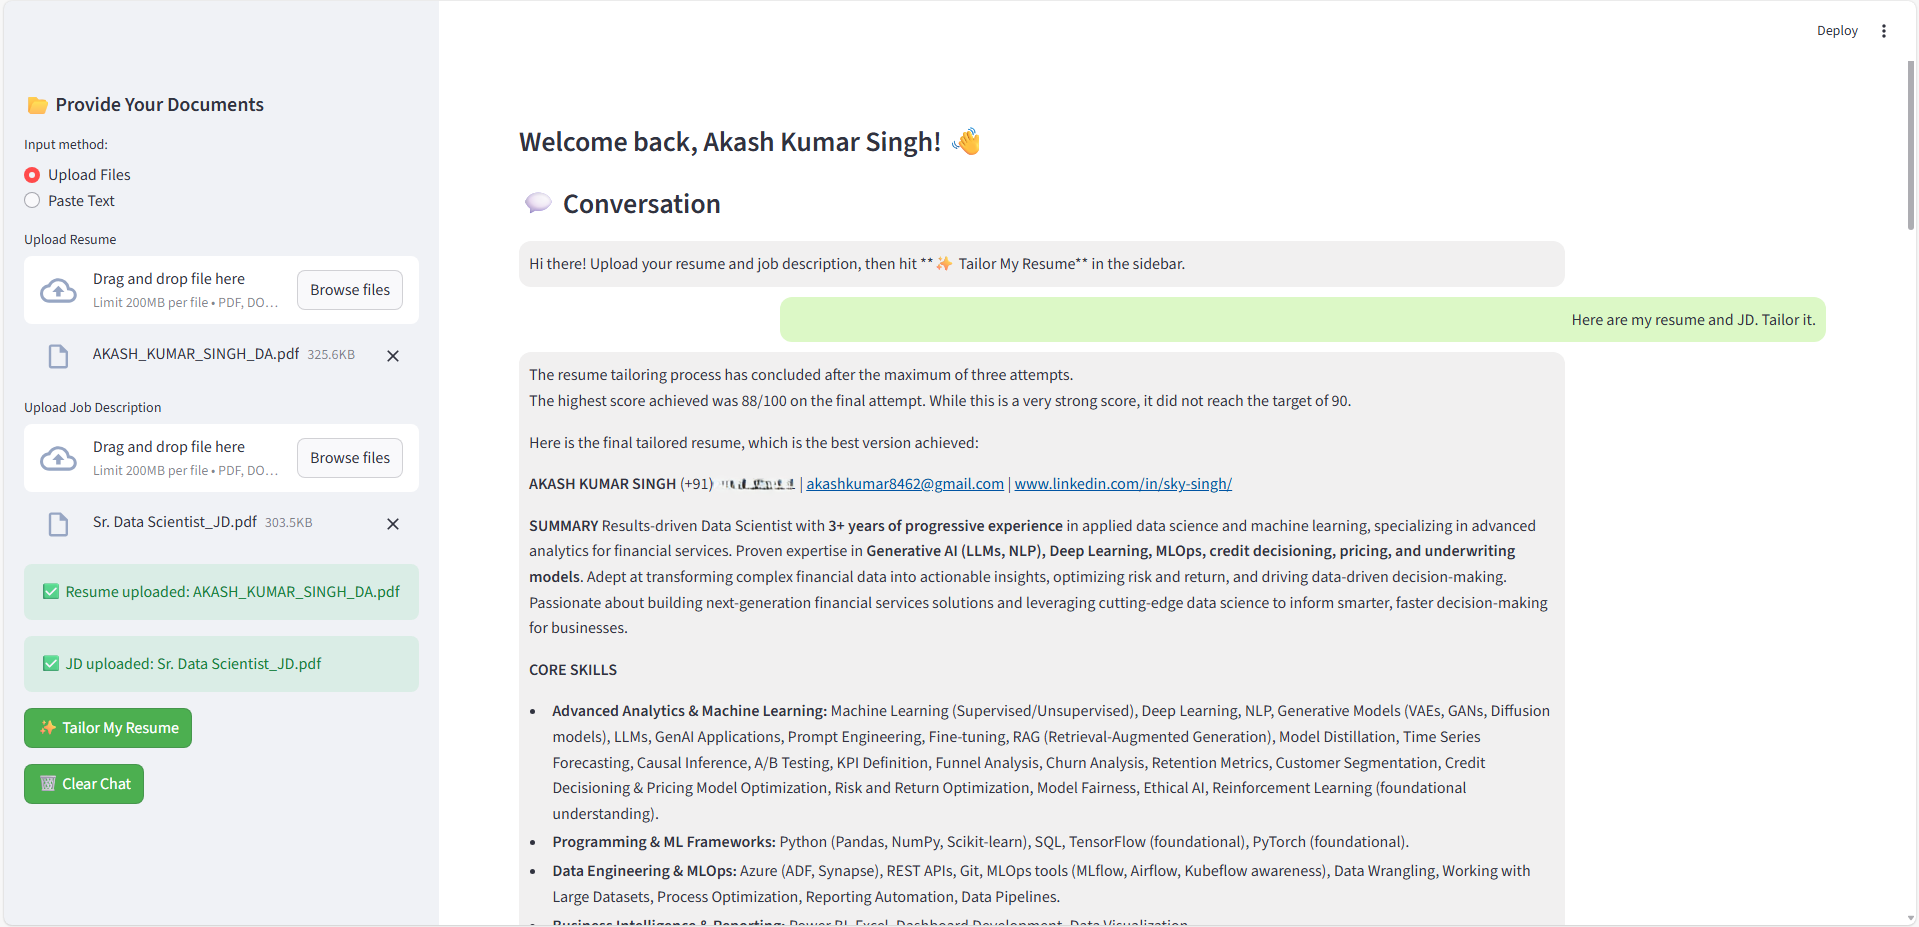 Deploy
Provide Your Documents
Input method:
Upload Files
Paste Text
Upload Resume
Drag and drop file here
Limit 200MB per file • PDF, DO...
Browse files
AKASH_KUMAR_SINGH_DA.pdf 325.6KB
Upload Job Description
Drag and drop file here
Limit 200MB per file • PDF, DO...
Browse files
Sr. Data Scientist_JD.pdf 303.5KB
Resume uploaded: AKASH_KUMAR_SINGH_DA.pdf
JD uploaded: Sr. Data Scientist_JD.pdf
Tailor My Resume
Clear Chat
Welcome back, Akash Kumar Singh!
Conversation
Hi there! Upload your resume and job description, then hit **✨ Tailor My Resume** in the sidebar.
Here are my resume and JD. Tailor it.
The resume tailoring process has concluded after the maximum of three attempts.
The highest score achieved was 88/100 on the final attempt. While this is a very strong score, it did not reach the target of 90.
Here is the final tailored resume, which is the best version achieved:
AKASH KUMAR SINGH (+91) | akashkumar8462@gmail.com | www.linkedin.com/in/sky-singh/
SUMMARY Results-driven Data Scientist with 3+ years of progressive experience in applied data science and machine learning, specializing in advanced
analytics for financial services. Proven expertise in Generative AI (LLMs, NLP), Deep Learning, MLOps, credit decisioning, pricing, and underwriting
models. Adept at transforming complex financial data into actionable insights, optimizing risk and return, and driving data-driven decision-making.
Passionate about building next-generation financial services solutions and leveraging cutting-edge data science to inform smarter, faster decision-making
for businesses.
CORE SKILLS
• Advanced Analytics & Machine Learning: Machine Learning (Supervised/Unsupervised), Deep Learning, NLP, Generative Models (VAEs, GANs, Diffusion
models), LLMs, GenAI Applications, Prompt Engineering, Fine-tuning, RAG (Retrieval-Augmented Generation), Model Distillation, Time Series
Forecasting, Causal Inference, A/B Testing, KPI Definition, Funnel Analysis, Churn Analysis, Retention Metrics, Customer Segmentation, Credit
Decisioning & Pricing Model Optimization, Risk and Return Optimization, Model Fairness, Ethical AI, Reinforcement Learning (foundational
understanding).
• Programming & ML Frameworks: Python (Pandas, NumPy, Scikit-learn), SQL, TensorFlow (foundational), PyTorch (foundational).
• Data Engineering & MLOps: Azure (ADF, Synapse), REST APIs, Git, MLOps tools (MLflow, Airflow, Kubeflow awareness), Data Wrangling, Working with
Large Datasets, Process Optimization, Reporting Automation, Data Pipelines.
• Business Intelligence & Reporting: Power BI, Excel, Dashboard Development, Data Visualization